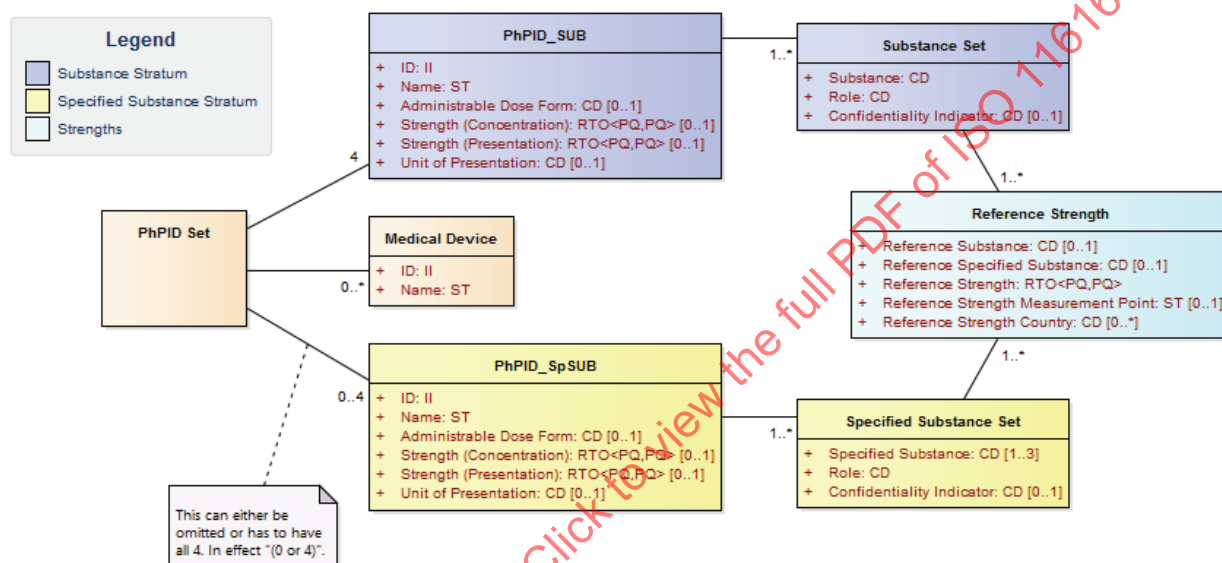 Legend
Substance Stratum
Specified Substance Stratum
Strengths
PhPID_SUB
+ ID: II
+ Name: ST
+ Administrable Dose Form: CD [0..1]
+ Strength (Concentration): RTO<PQ,PQ> [0..1]
+ Strength (Presentation): RTO<PQ,PQ> [0..1]
+ Unit of Presentation: CD [0..1]
1..*
Substance Set
+ Substance: CD
+ Role: CD
+ Confidentiality Indicator: CD [0..1]
4
1..*
PhPID Set
Medical Device
+ ID: II
+ Name: ST
0..*
Reference Strength
+ Reference Substance: CD [0..1]
+ Reference Specified Substance: CD [0..1]
+ Reference Strength: RTO<PQ,PQ>
+ Reference Strength Measurement Point: ST [0..1]
+ Reference Strength Country: CD [0..*]
1..*
0..4
PhPID_SpSUB
+ ID: II
+ Name: ST
+ Administrable Dose Form: CD [0..1]
+ Strength (Concentration): RTO<PQ,PQ> [0..1]
+ Strength (Presentation): RTO<PQ,PQ> [0..1]
+ Unit of Presentation: CD [0..1]
1..*
Specified Substance Set
+ Specified Substance: CD [1..3]
+ Role: CD
+ Confidentiality Indicator: CD [0..1]
This can either be
omitted or has to have
all 4. In effect "(0 or 4)".
Click to view the full PDF of ISO 11616